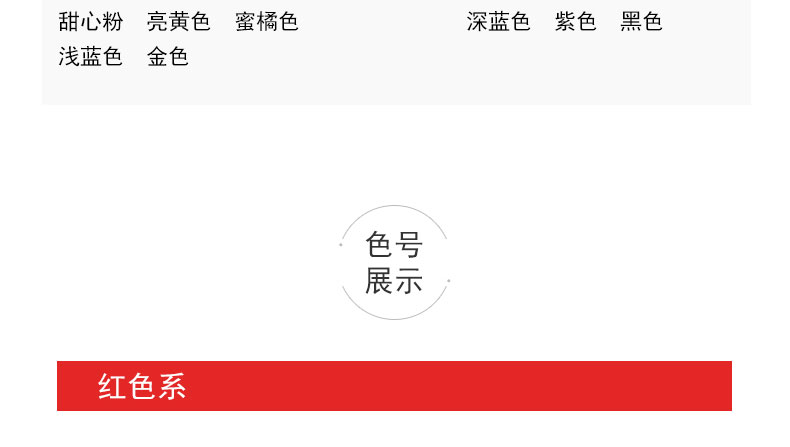 甜心粉 亮黄色 蜜橘色
浅蓝色 金色
深蓝色 紫色 黑色
色号
展示
红色系